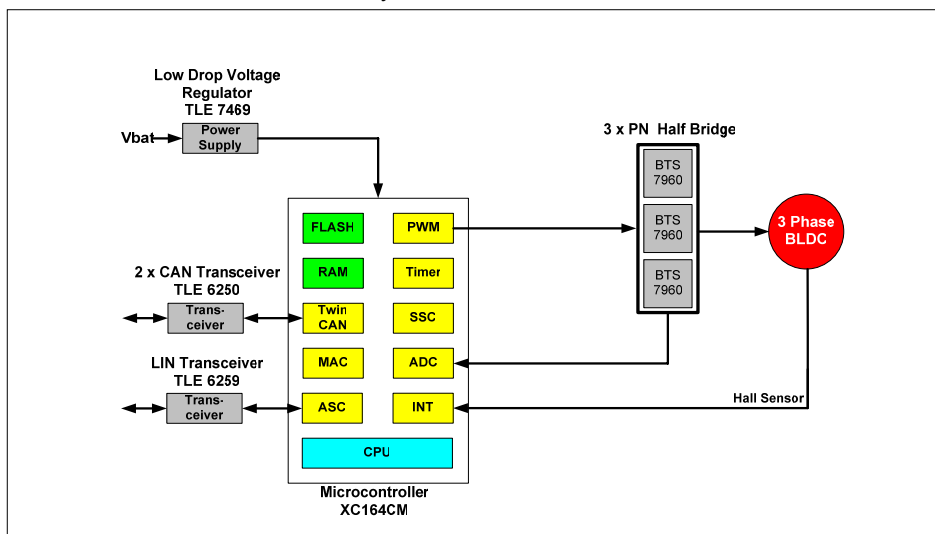 Low Drop Voltage
Regulator
TLE 7469
Vbat
Power
Supply
3 x PN Half Bridge
BTS
7960
BTS
7960
BTS
7960
3 Phase
BLDC
FLASH
PWM
RAM
Timer
2 x CAN Transceiver
TLE 6250
Trans-
ceiver
Twin
CAN
SSC
MAC
ADC
LIN Transceiver
TLE 6259
Trans-
ceiver
ASC
INT
Hall Sensor
CPU
Microcontroller
XC164CM